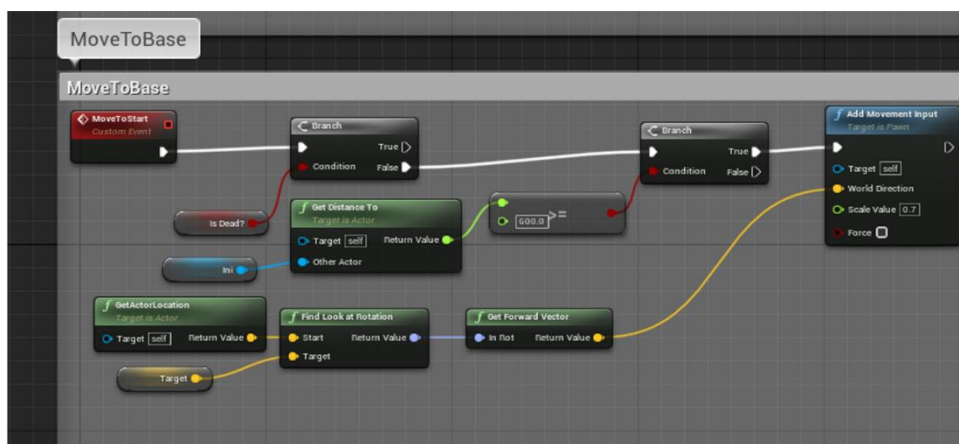 MoveToBase
MoveToBase
MoveToStart
Custom Event
Branch
True
Condition
False
Is Dead?
Get Distance To
Target is Actor
Target self
Return Value
Other Actor
Ini
600.0
>=
Branch
True
Condition
False
Add Movement Input
Target is Pawn
Target self
World Direction
Scale Value 0.7
Force
GetActorLocation
Target is Actor
Target self
Return Value
Target
Find Look at Rotation
Start
Return Value
Target
Get Forward Vector
In Rot
Return Value